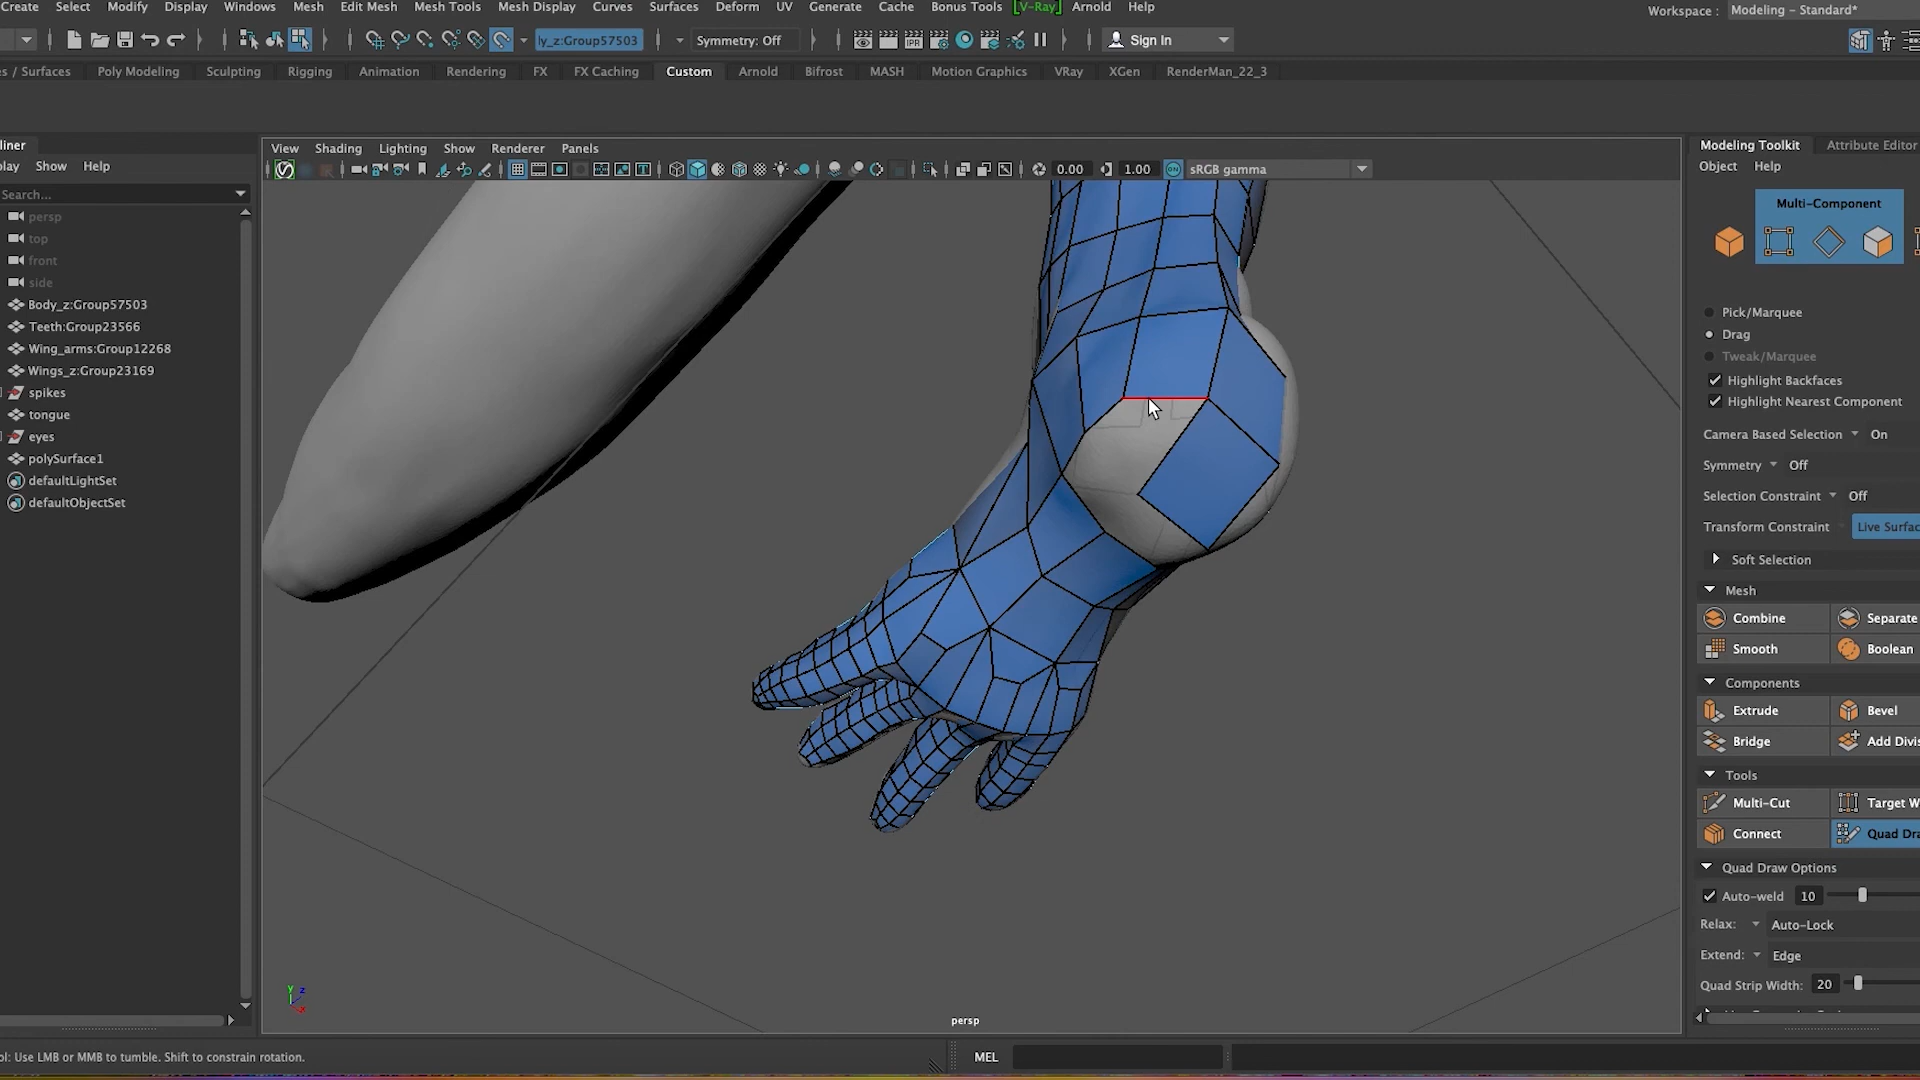 Create Select Modify Display Windows Mesh Edit Mesh Mesh Tools Mesh Display Curves Surfaces Deform UV Generate Cache Bonus Tools [V-Ray] Arnold Help
Workspace : Modeling - Standard*
ly_z:Group57503 Symmetry: Off Sign In
s / Surfaces Poly Modeling Sculpting Rigging Animation Rendering FX FX Caching Custom Arnold Bifrost MASH Motion Graphics VRay XGen RenderMan_22_3
liner
lay Show Help
Search...
persp
top
front
side
Body_z:Group57503
Teeth:Group23566
Wing_arms:Group12268
Wings_z:Group23169
spikes
tongue
eyes
polySurface1
defaultLightSet
defaultObjectSet
View Shading Lighting Show Renderer Panels
0.00 1.00 ON sRGB gamma
IPR
persp
y z x
Modeling Toolkit Attribute Editor
Object Help
Multi-Component
Pick/Marquee
Drag
Tweak/Marquee
Highlight Backfaces
Highlight Nearest Component
Camera Based Selection On
Symmetry Off
Selection Constraint Off
Transform Constraint Live Surfac
Soft Selection
Mesh
Combine Separate
Smooth Boolean
Components
Extrude Bevel
Bridge Add Divis
Tools
Multi-Cut Target W
Connect Quad Dra
Quad Draw Options
Auto-weld 10
Relax: Auto-Lock
Extend: Edge
Quad Strip Width: 20
ol: Use LMB or MMB to tumble. Shift to constrain rotation.
MEL